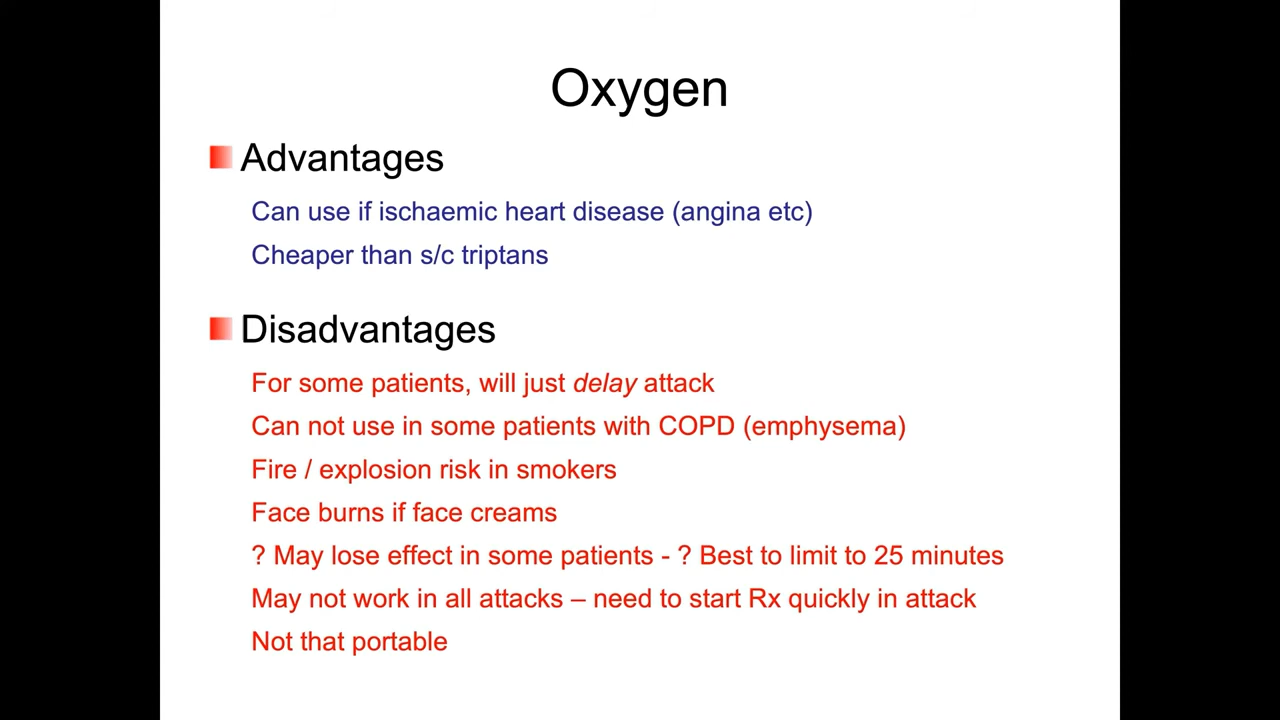 Oxygen
Advantages
Can use if ischaemic heart disease (angina etc)
Cheaper than s/c triptans
Disadvantages
For some patients, will just delay attack
Can not use in some patients with COPD (emphysema)
Fire / explosion risk in smokers
Face burns if face creams
? May lose effect in some patients - ? Best to limit to 25 minutes
May not work in all attacks – need to start Rx quickly in attack
Not that portable